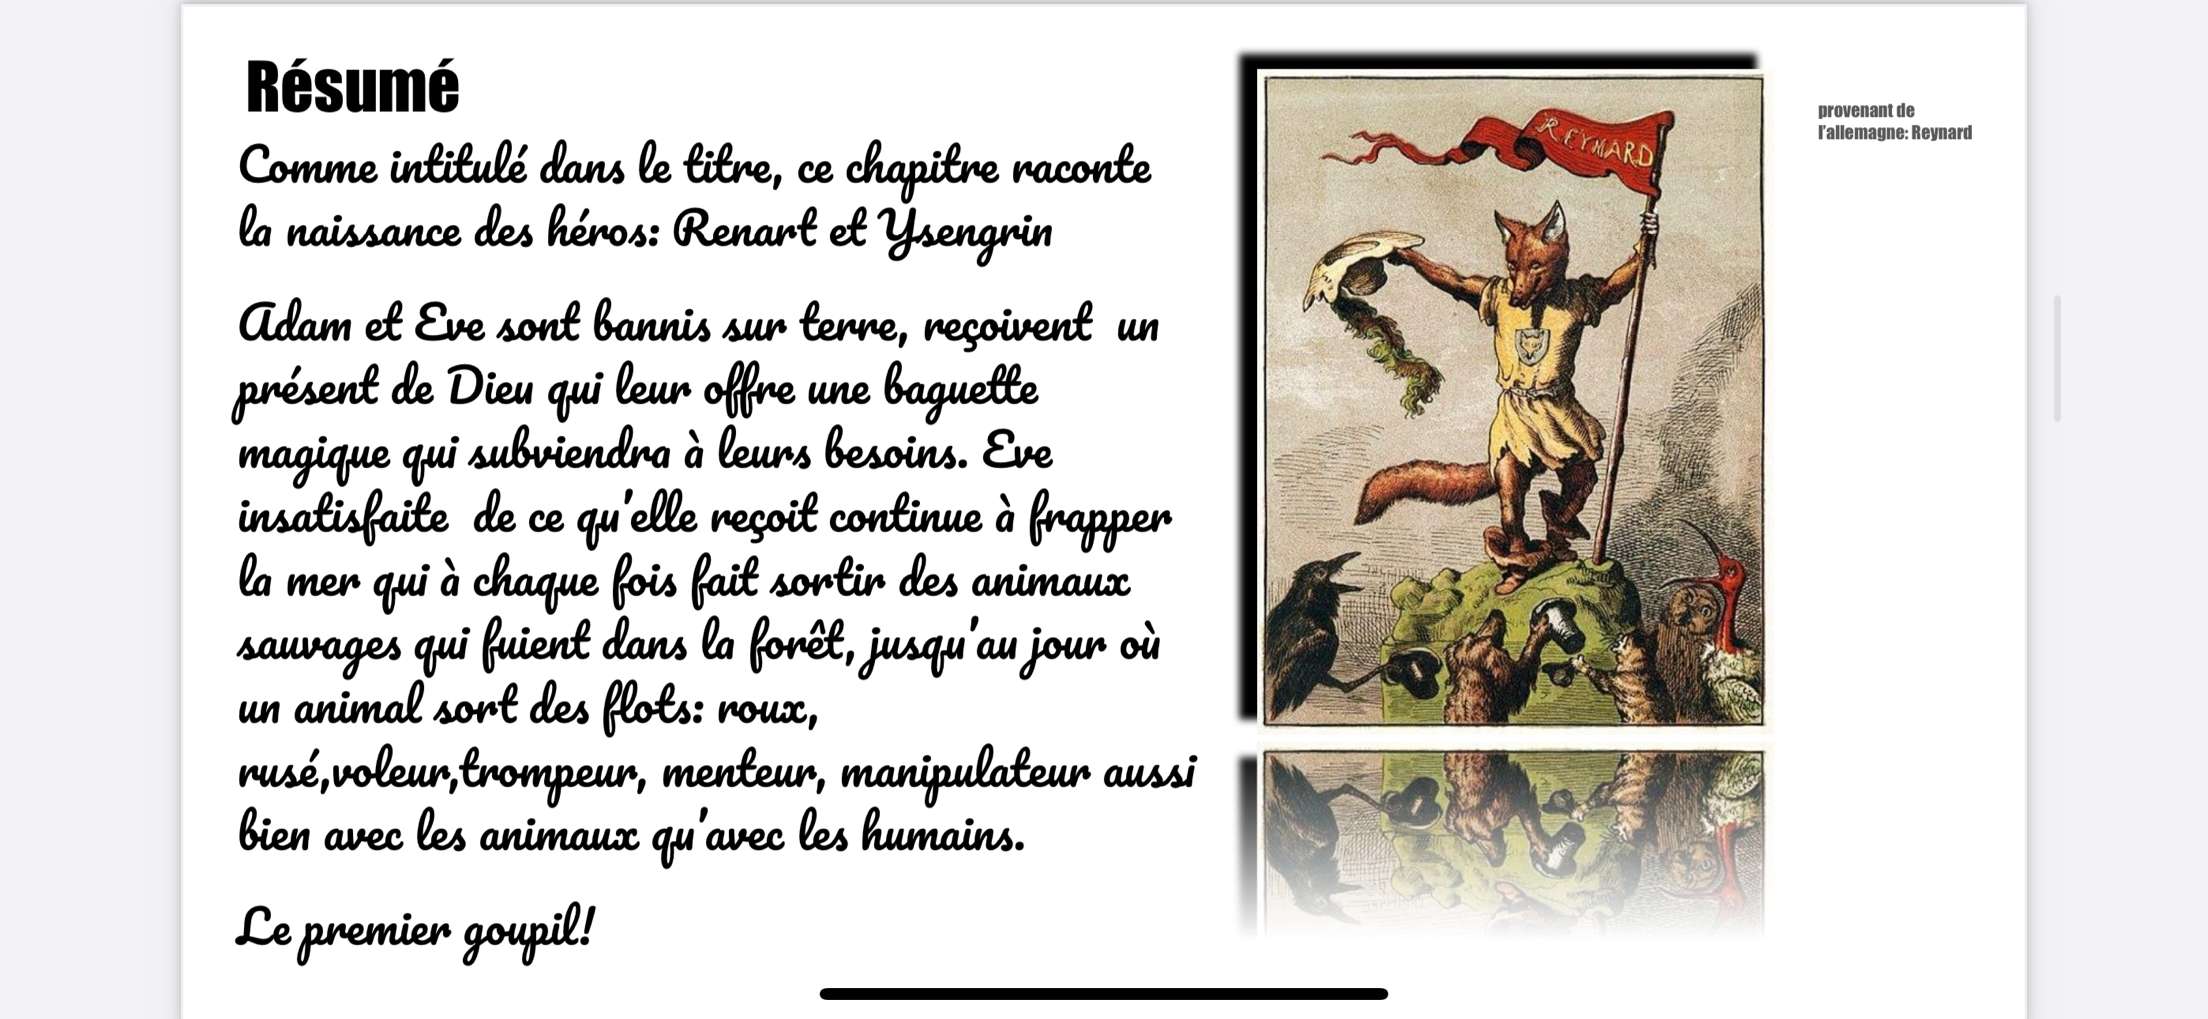 Résumé
Comme intitulé dans le titre, ce chapitre raconte
la naissance des héros: Renart et Ysengrin
Adam et Eve sont bannis sur terre, reçoivent  un
présent de Dieu qui leur offre une baguette
magique qui subviendra à leurs besoins. Eve
insatisfaite  de ce qu'elle reçoit continue à frapper
la mer qui à chaque fois fait sortir des animaux
sauvages qui fuient dans la forêt, jusqu'au jour où
un animal sort des flots: roux,
rusé,voleur,trompeur, menteur, manipulateur aussi
bien avec les animaux qu'avec les humains.
Le premier goupil!
REYNARD
provenant de
l'allemagne: Reynard